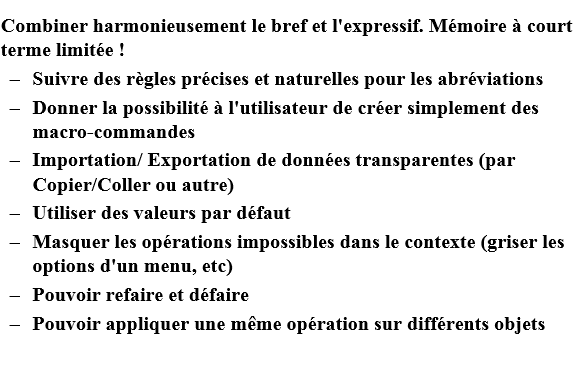 Combiner harmonieusement le bref et l'expressif. Mémoire à court
terme limitée !
– Suivre des règles précises et naturelles pour les abréviations
– Donner la possibilité à l'utilisateur de créer simplement des
macro-commandes
– Importation/ Exportation de données transparentes (par
Copier/Coller ou autre)
– Utiliser des valeurs par défaut
– Masquer les opérations impossibles dans le contexte (griser les
options d'un menu, etc)
– Pouvoir refaire et défaire
– Pouvoir appliquer une même opération sur différents objets